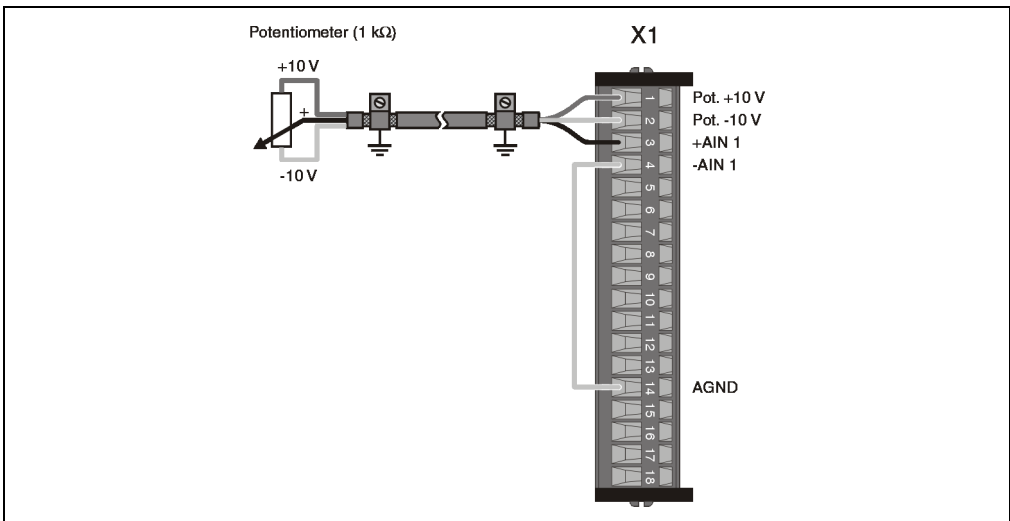 Potentiometer (1 kΩ)
X1
+10 V
+
-10 V
1 Pot. +10 V
2 Pot. -10 V
3 +AIN 1
4 -AIN 1
5
6
7
8
9
10
11
12
13
14 AGND
15
16
17
18